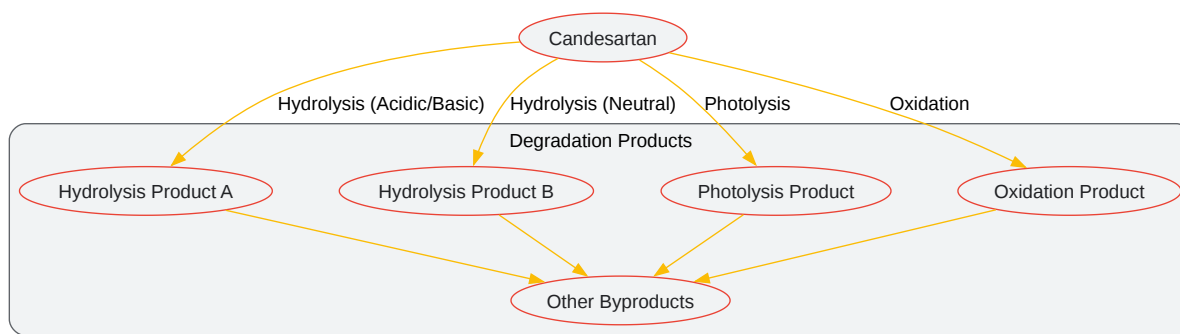 Candesartan
Hydrolysis (Acidic/Basic)
Hydrolysis (Neutral)
Photolysis
Oxidation
Degradation Products
Hydrolysis Product A
Hydrolysis Product B
Photolysis Product
Oxidation Product
Other Byproducts